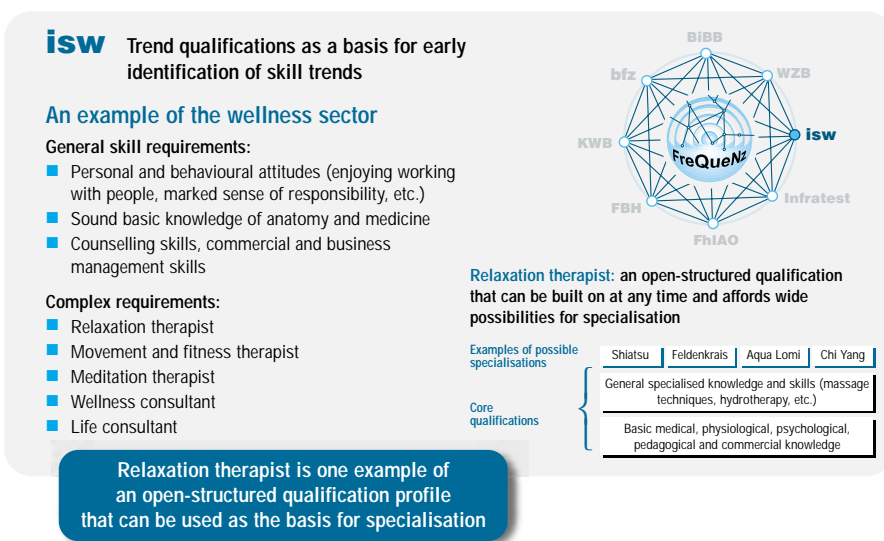 isw Trend qualifications as a basis for early
identification of skill trends
An example of the wellness sector
General skill requirements:
Personal and behavioural attitudes (enjoying working
with people, marked sense of responsibility, etc.)
Sound basic knowledge of anatomy and medicine
Counselling skills, commercial and business
management skills
Complex requirements:
Relaxation therapist
Movement and fitness therapist
Meditation therapist
Wellness consultant
Life consultant
BiBB
bfz
WZB
KWB
isw
FreQueNz
FBH
Infratest
FhIAO
Relaxation therapist: an open-structured qualification
that can be built on at any time and affords wide
possibilities for specialisation
Examples of possible
specialisations
Shiatsu Feldenkrais Aqua Lomi Chi Yang
Core
qualifications
General specialised knowledge and skills (massage
techniques, hydrotherapy, etc.)
Basic medical, physiological, psychological,
pedagogical and commercial knowledge
Relaxation therapist is one example of
an open-structured qualification profile
that can be used as the basis for specialisation